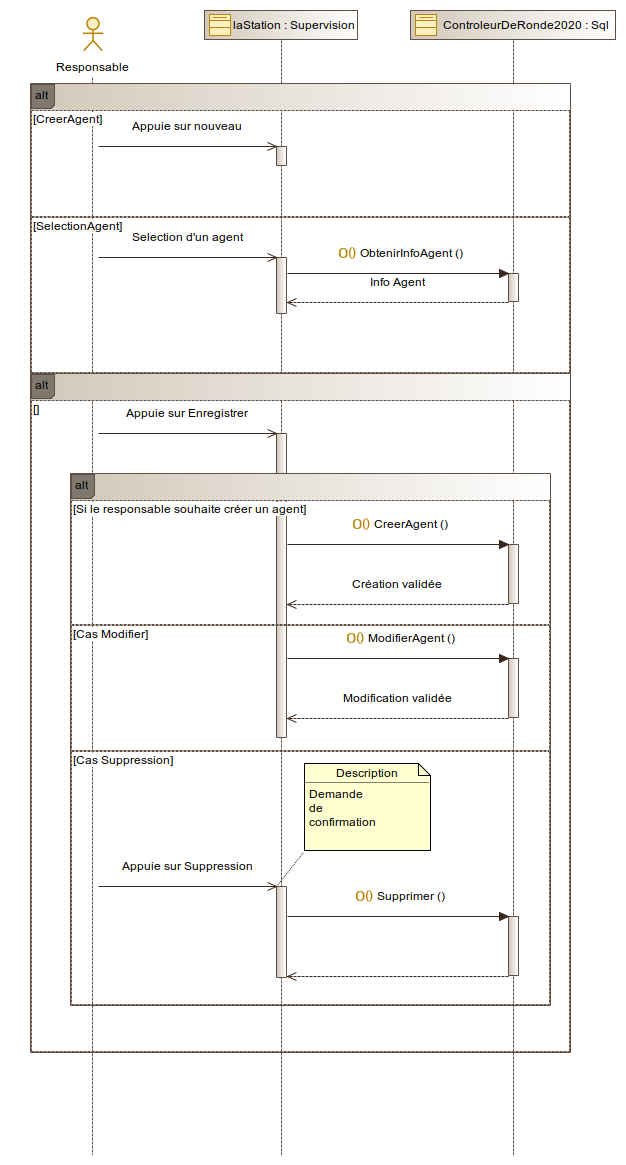 laStation : Supervision
ControleurDeRonde2020 : Sql
Responsable
alt
[CreerAgent]
Appuie sur nouveau
[SelectionAgent]
Selection d'un agent
O() ObtenirInfoAgent ()
Info Agent
alt
[]
Appuie sur Enregistrer
alt
[Si le responsable souhaite créer un agent]
O() CreerAgent ()
Création validée
[Cas Modifier]
O() ModifierAgent ()
Modification validée
[Cas Suppression]
Description
Demande
de
confirmation
Appuie sur Suppression
O() Supprimer ()